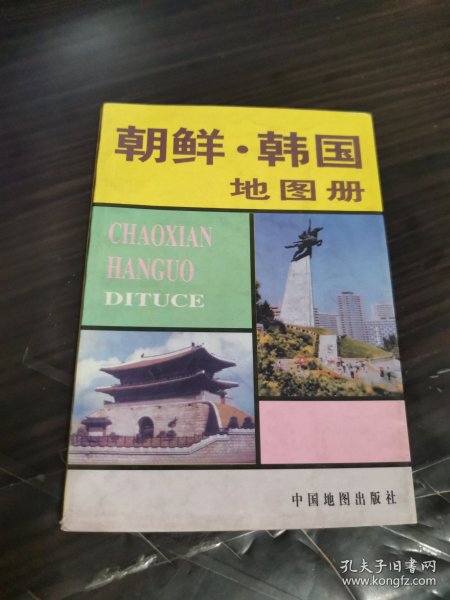 朝鲜·韩国
地图册
CHAOXIAN
HANGUO
DITUCE
中国地图出版社
孔夫子旧书网
www.kongfz.com